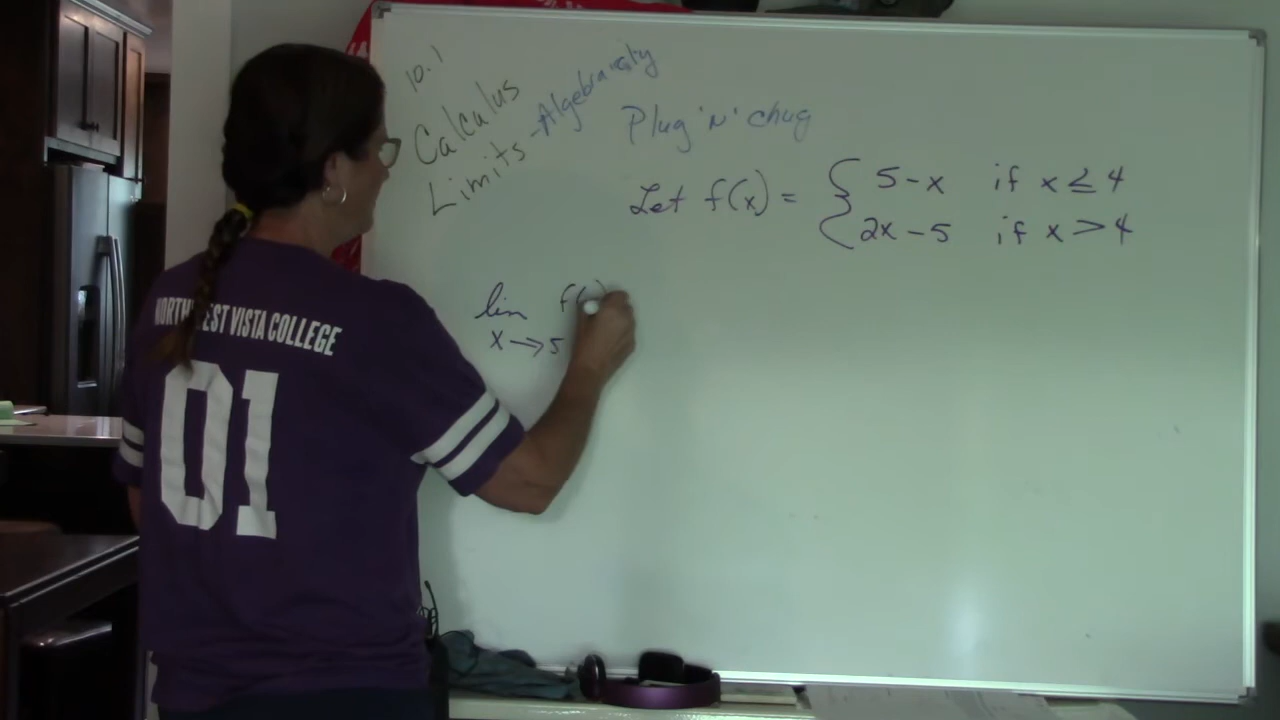 10.1
Calculus
Limits - Algebraically
Plug 'N' chug
Let f(x) = { 5-x if x ≤ 4
2x-5 if x > 4
lim f( )
x → 5
NORTHWEST VISTA COLLEGE
01